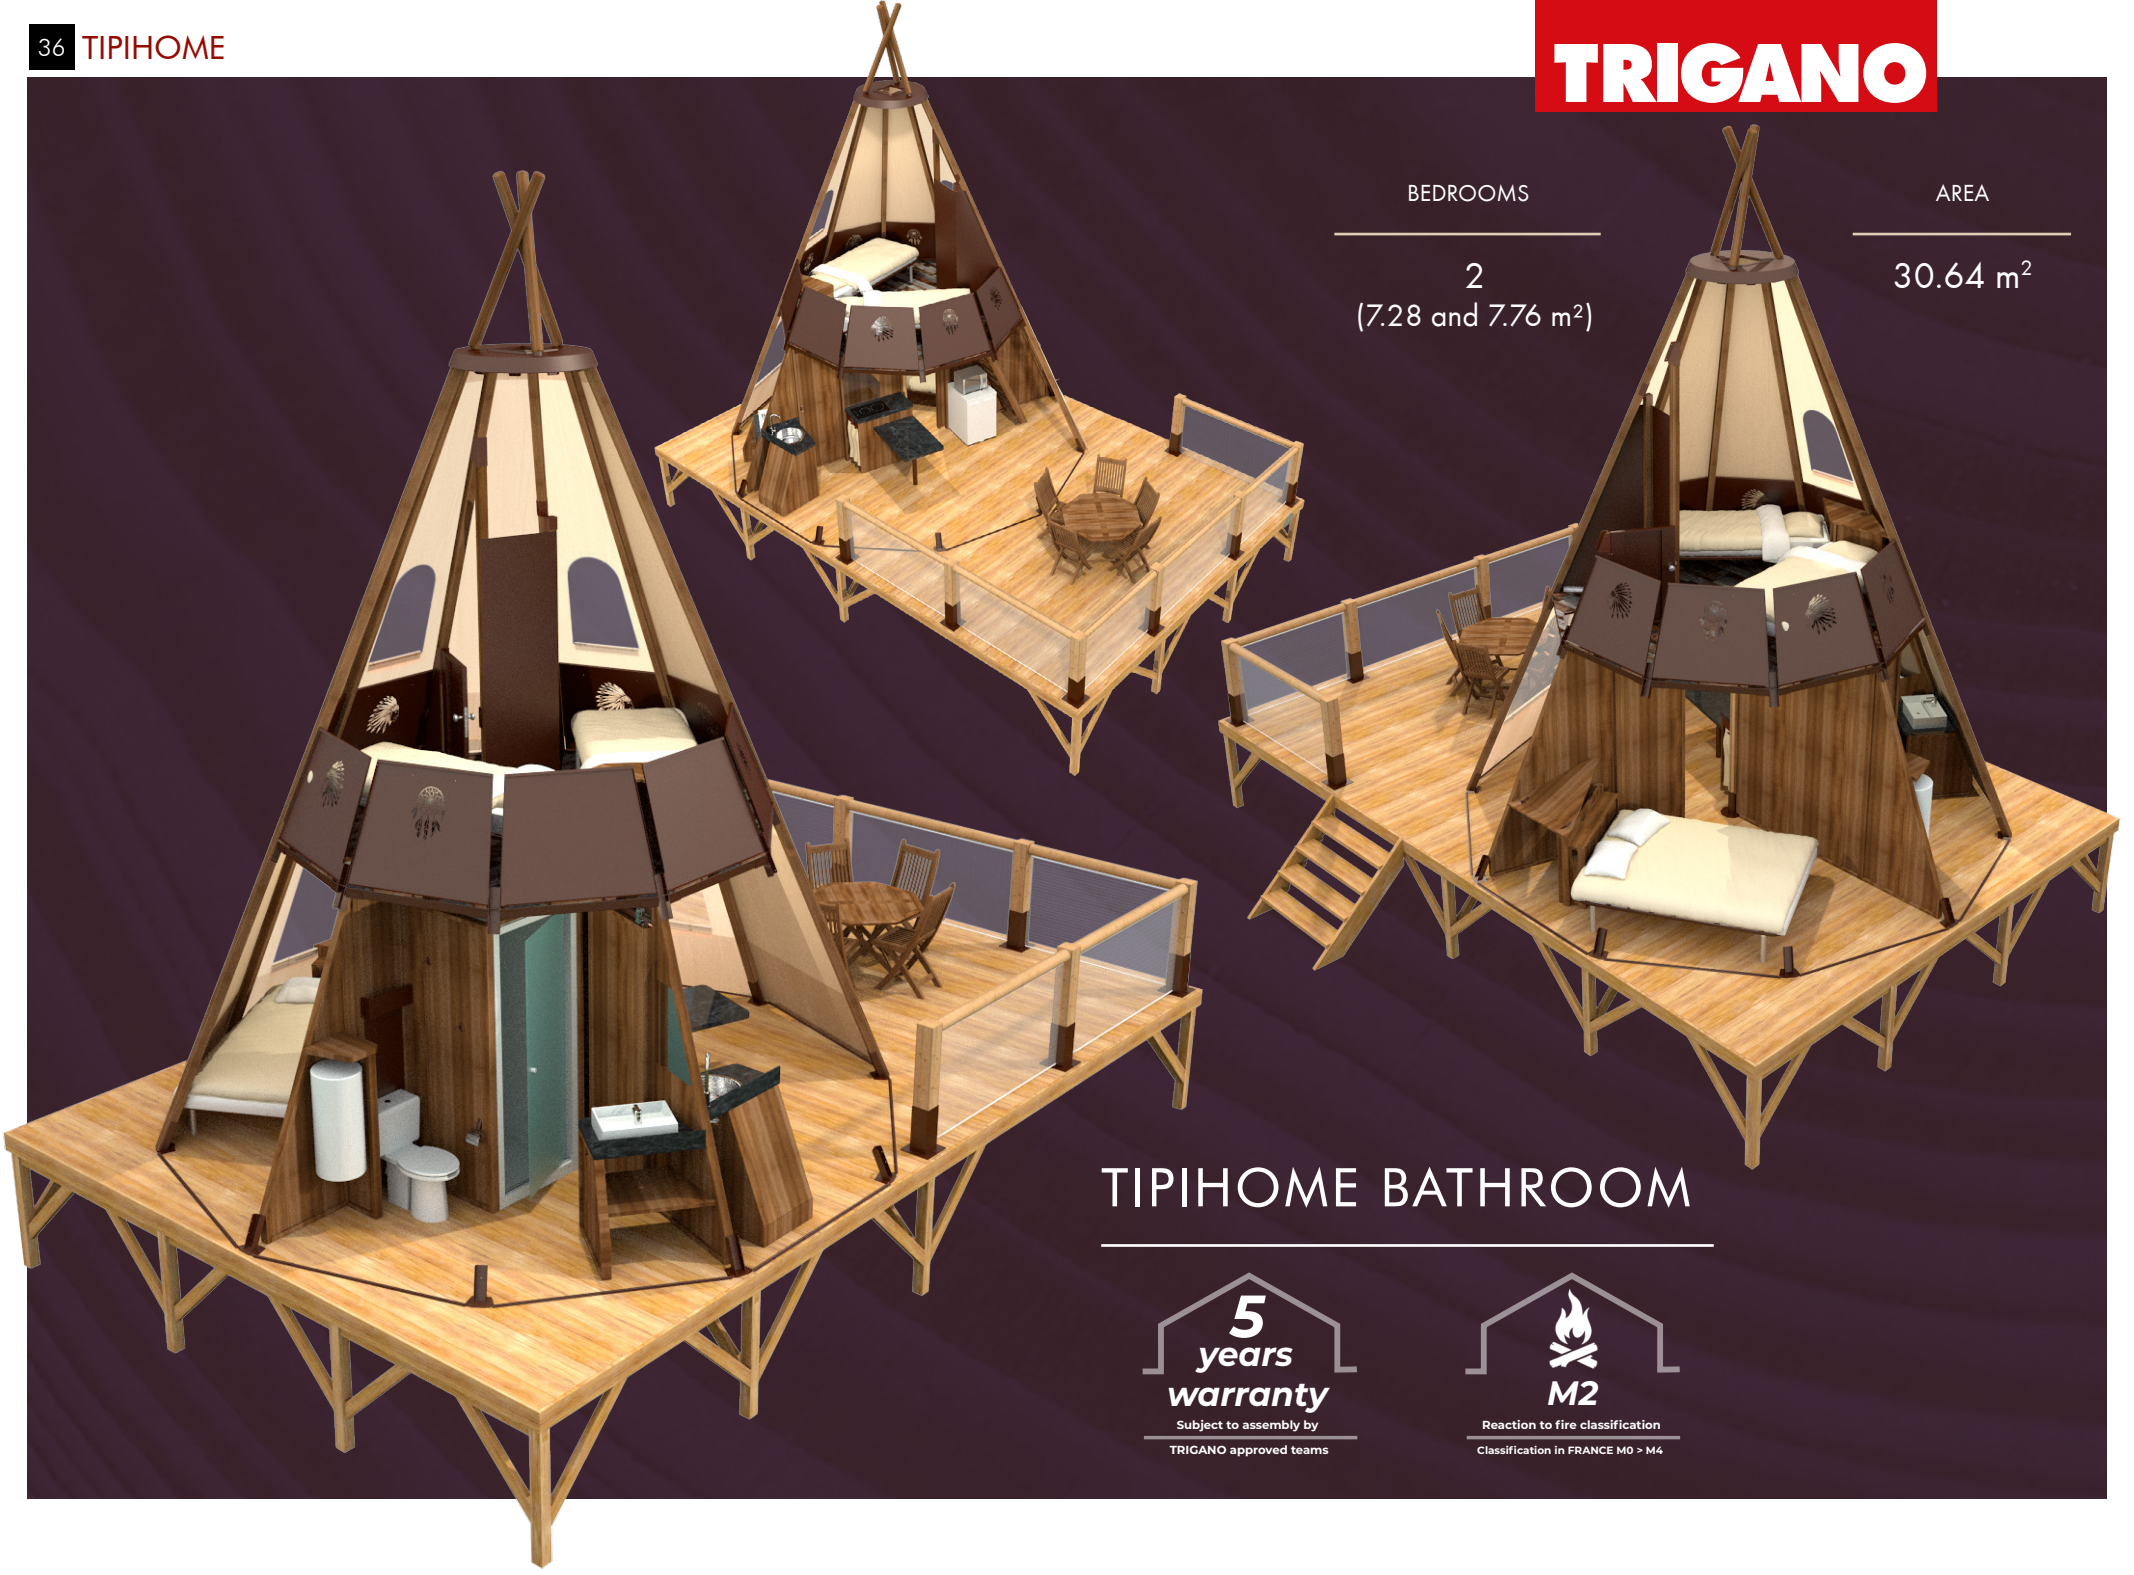 36 TIPIHOME
TRIGANO
BEDROOMS
2
(7.28 and 7.76 m²)
AREA
30.64 m²
TIPIHOME BATHROOM
5
years
warranty
Subject to assembly by
TRIGANO approved teams
M2
Reaction to fire classification
Classification in FRANCE M0 > M4